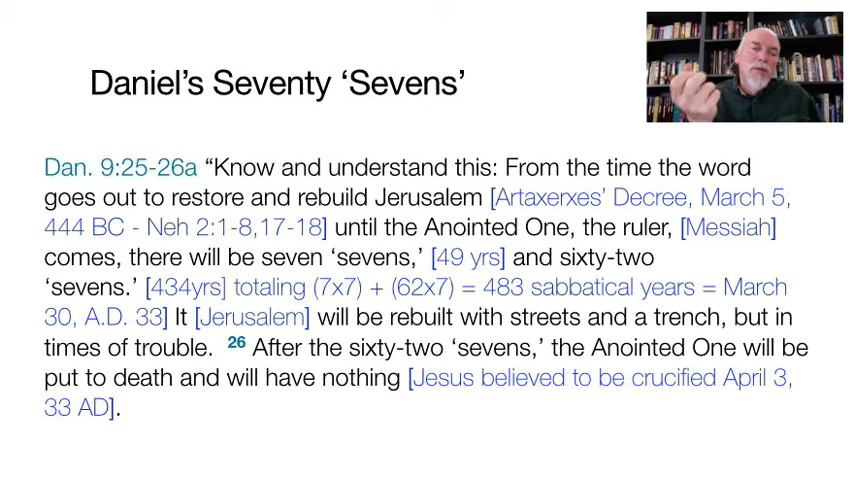 Daniel’s Seventy ‘Sevens’
Dan. 9:25-26a “Know and understand this: From the time the word
goes out to restore and rebuild Jerusalem [Artaxerxes’ Decree, March 5,
444 BC - Neh 2:1-8,17-18] until the Anointed One, the ruler, [Messiah]
comes, there will be seven ‘sevens,’ [49 yrs] and sixty-two
‘sevens.’ [434yrs] totaling (7x7) + (62x7) = 483 sabbatical years = March
30, A.D. 33] It [Jerusalem] will be rebuilt with streets and a trench, but in
times of trouble. 26 After the sixty-two ‘sevens,’ the Anointed One will be
put to death and will have nothing [Jesus believed to be crucified April 3,
33 AD].